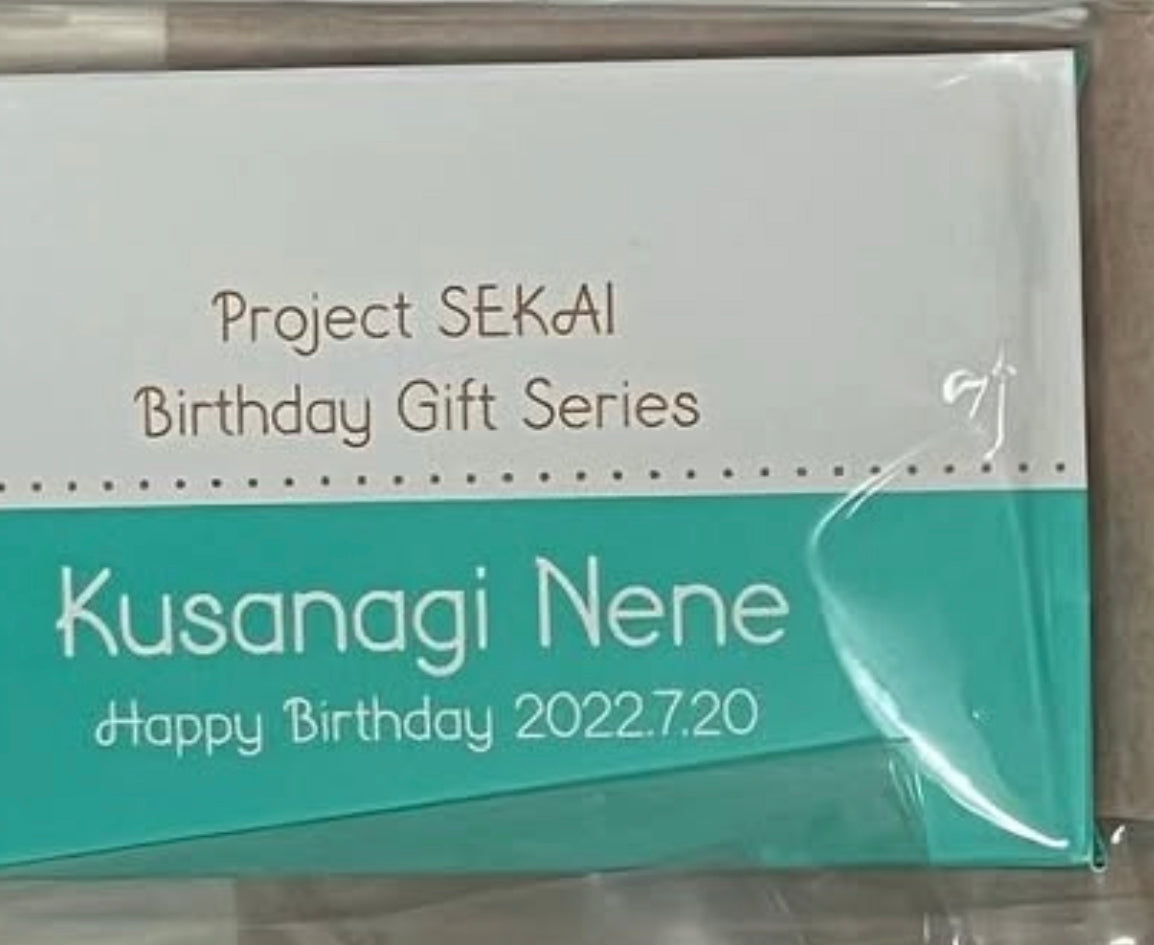 Project SEKAI
Birthday Gift Series
Kusanagi Nene
Happy Birthday 2022.7.20